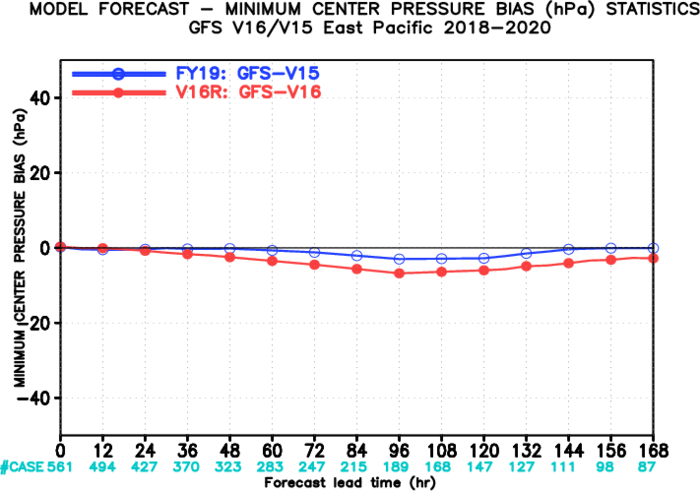 MODEL FORECAST – MINIMUM CENTER PRESSURE BIAS (hPa) STATISTICS
GFS V16/V15 East Pacific 2018–2020
FY19: GFS–V15
V16R: GFS–V16
MINIMUM CENTER PRESSURE BIAS (hPa)
40
20
0
–20
–40
0 12 24 36 48 60 72 84 96 108 120 132 144 156 168
#CASE 561 494 427 370 323 283 247 215 189 168 147 127 111 98 87
Forecast lead time (hr)